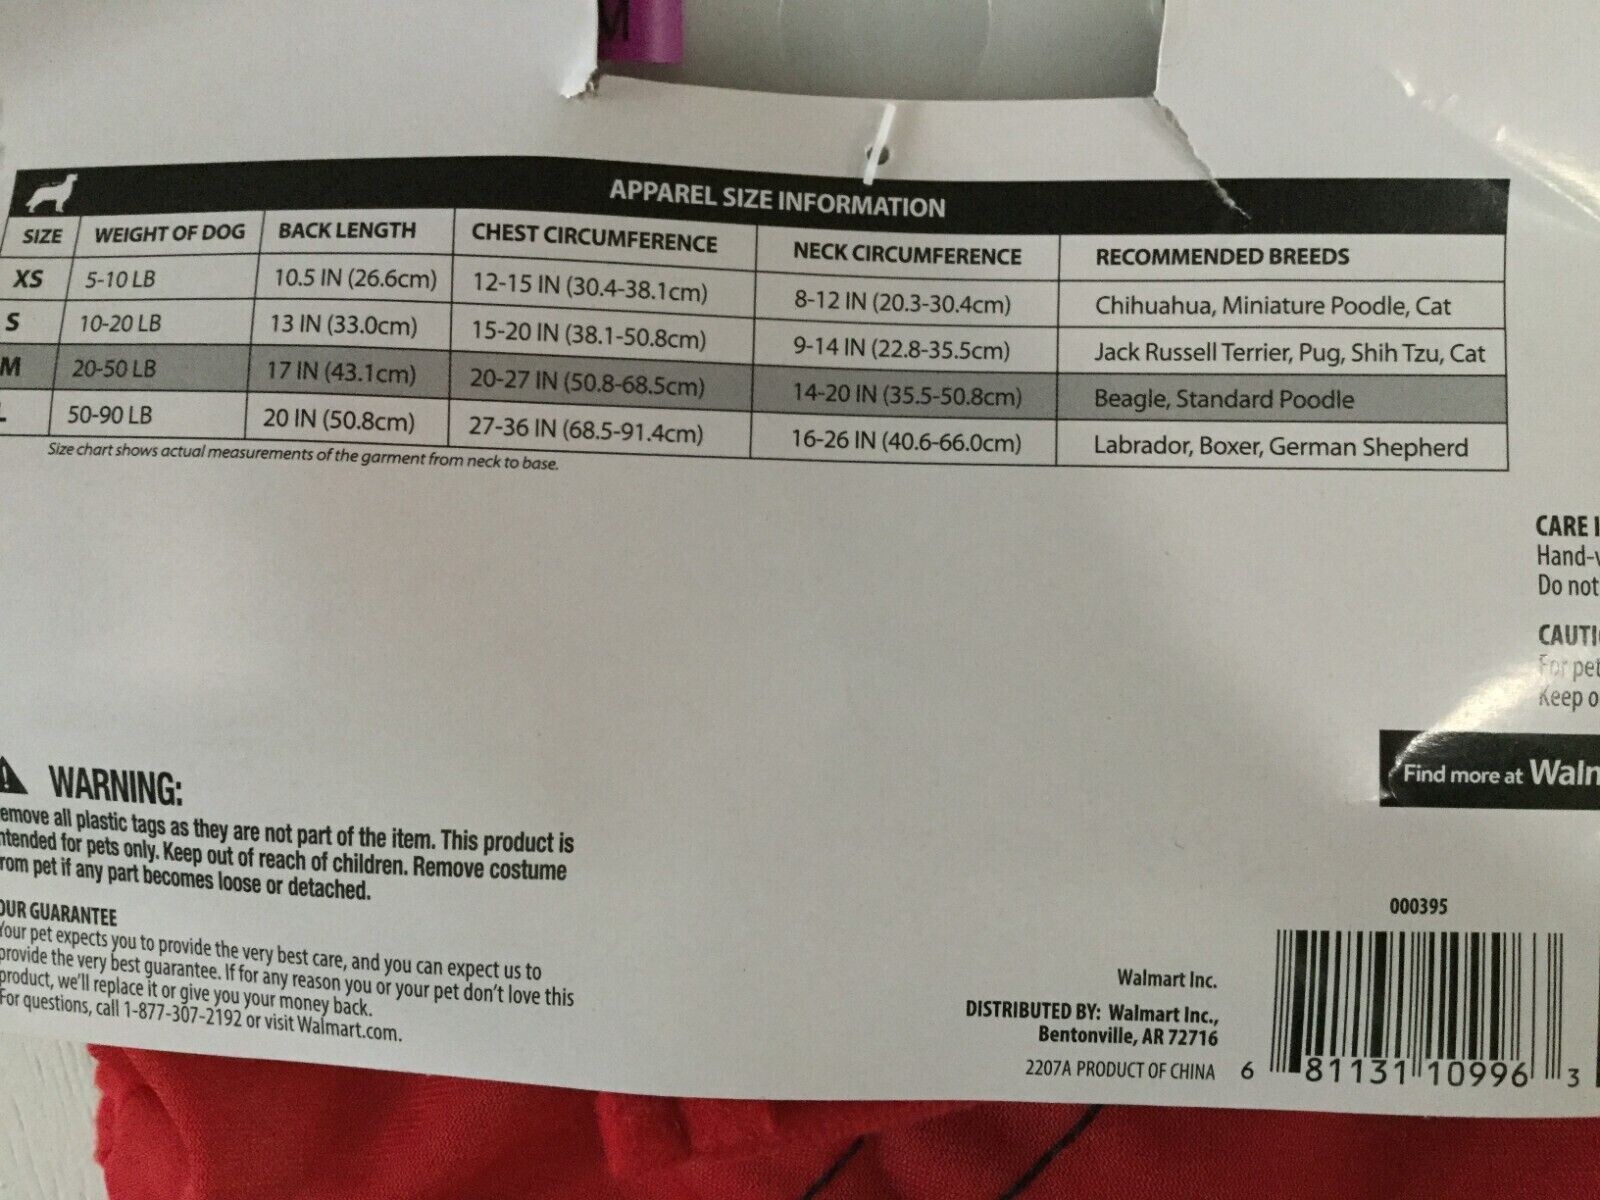 M
APPAREL SIZE INFORMATION
SIZE WEIGHT OF DOG BACK LENGTH CHEST CIRCUMFERENCE NECK CIRCUMFERENCE RECOMMENDED BREEDS
XS 5-10 LB 10.5 IN (26.6cm) 12-15 IN (30.4-38.1cm) 8-12 IN (20.3-30.4cm) Chihuahua, Miniature Poodle, Cat
S 10-20 LB 13 IN (33.0cm) 15-20 IN (38.1-50.8cm) 9-14 IN (22.8-35.5cm) Jack Russell Terrier, Pug, Shih Tzu, Cat
M 20-50 LB 17 IN (43.1cm) 20-27 IN (50.8-68.5cm) 14-20 IN (35.5-50.8cm) Beagle, Standard Poodle
L 50-90 LB 20 IN (50.8cm) 27-36 IN (68.5-91.4cm) 16-26 IN (40.6-66.0cm) Labrador, Boxer, German Shepherd
Size chart shows actual measurements of the garment from neck to base.
CARE I
Hand-w
Do not
CAUTI
For pet
Keep o
Find more at Walm
WARNING:
emove all plastic tags as they are not part of the item. This product is
ntended for pets only. Keep out of reach of children. Remove costume
rom pet if any part becomes loose or detached.
OUR GUARANTEE
Your pet expects you to provide the very best care, and you can expect us to
provide the very best guarantee. If for any reason you or your pet don't love this
product, we'll replace it or give you your money back.
For questions, call 1-877-307-2192 or visit Walmart.com.
Walmart Inc.
DISTRIBUTED BY: Walmart Inc.,
Bentonville, AR 72716
2207A PRODUCT OF CHINA
000395
6 81131 10996 3